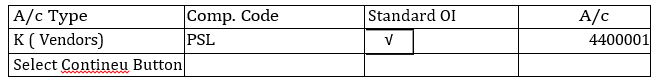 A/c Type Comp. Code Standard OI A/c
K ( Vendors) PSL √ 4400001
Select Contineu Button